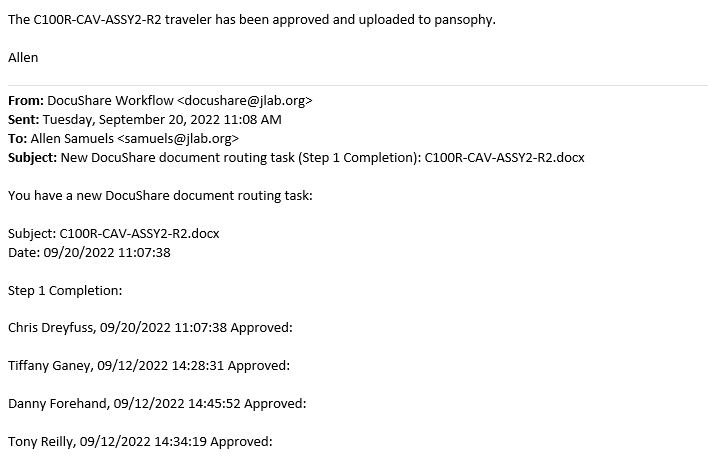 The C100R-CAV-ASSY2-R2 traveler has been approved and uploaded to pansophy.
Allen
From: DocuShare Workflow <docushare@jlab.org>
Sent: Tuesday, September 20, 2022 11:08 AM
To: Allen Samuels <samuels@jlab.org>
Subject: New DocuShare document routing task (Step 1 Completion): C100R-CAV-ASSY2-R2.docx
You have a new DocuShare document routing task:
Subject: C100R-CAV-ASSY2-R2.docx
Date: 09/20/2022 11:07:38
Step 1 Completion:
Chris Dreyfuss, 09/20/2022 11:07:38 Approved:
Tiffany Ganey, 09/12/2022 14:28:31 Approved:
Danny Forehand, 09/12/2022 14:45:52 Approved:
Tony Reilly, 09/12/2022 14:34:19 Approved: